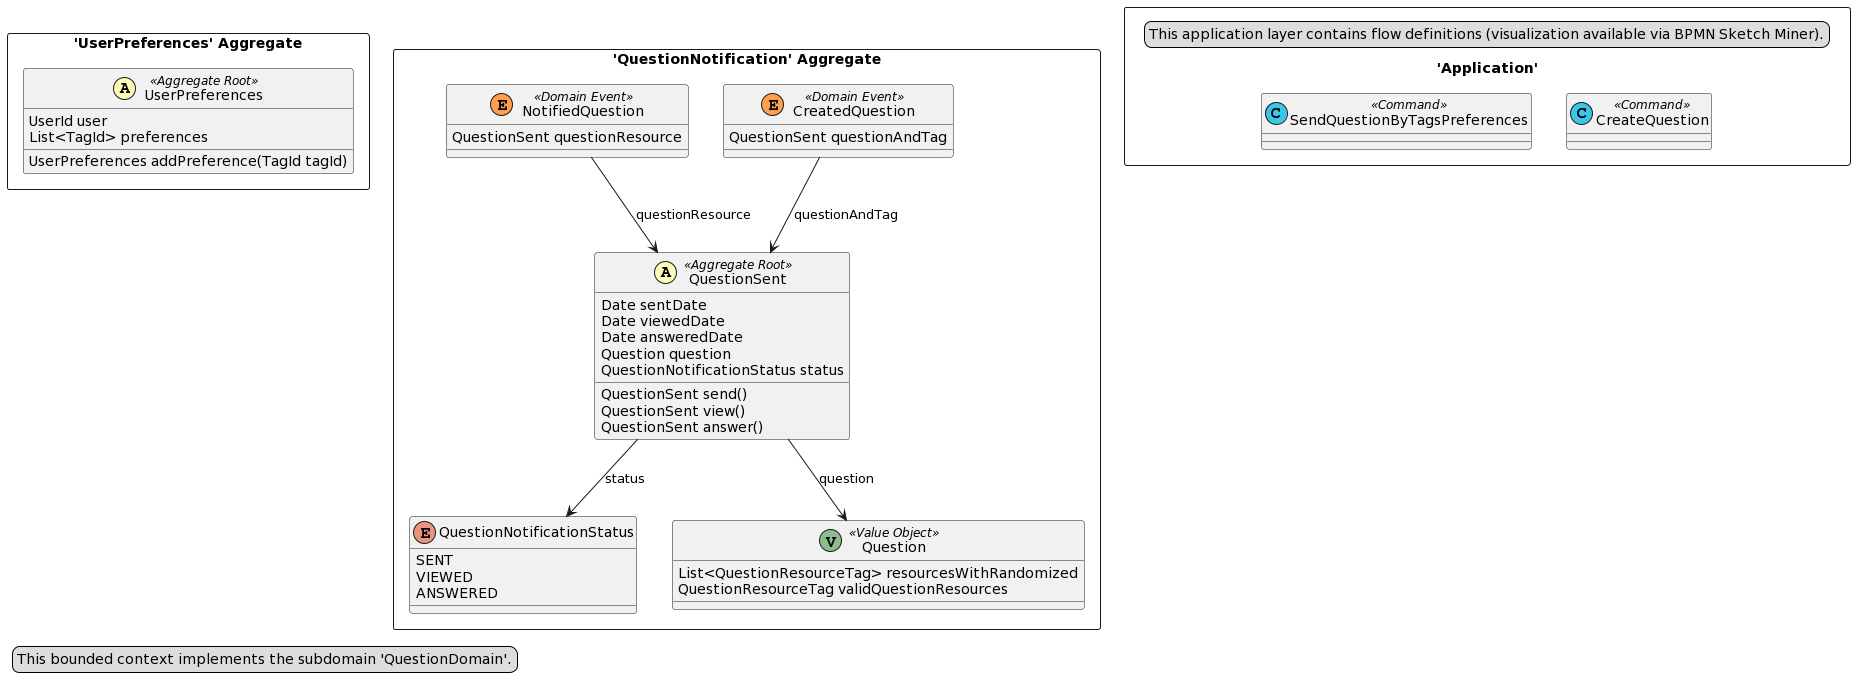 'UserPreferences' Aggregate
A
«Aggregate Root»
UserPreferences
UserId user
List<TagId> preferences
UserPreferences addPreference(TagId tagId)
'QuestionNotification' Aggregate
E
«Domain Event»
NotifiedQuestion
QuestionSent questionResource
E
«Domain Event»
CreatedQuestion
QuestionSent questionAndTag
questionResource
questionAndTag
A
«Aggregate Root»
QuestionSent
Date sentDate
Date viewedDate
Date answeredDate
Question question
QuestionNotificationStatus status
QuestionSent send()
QuestionSent view()
QuestionSent answer()
status
question
E
QuestionNotificationStatus
SENT
VIEWED
ANSWERED
V
«Value Object»
Question
List<QuestionResourceTag> resourcesWithRandomized
QuestionResourceTag validQuestionResources
This application layer contains flow definitions (visualization available via BPMN Sketch Miner).
'Application'
C
«Command»
SendQuestionByTagsPreferences
C
«Command»
CreateQuestion
This bounded context implements the subdomain 'QuestionDomain'.